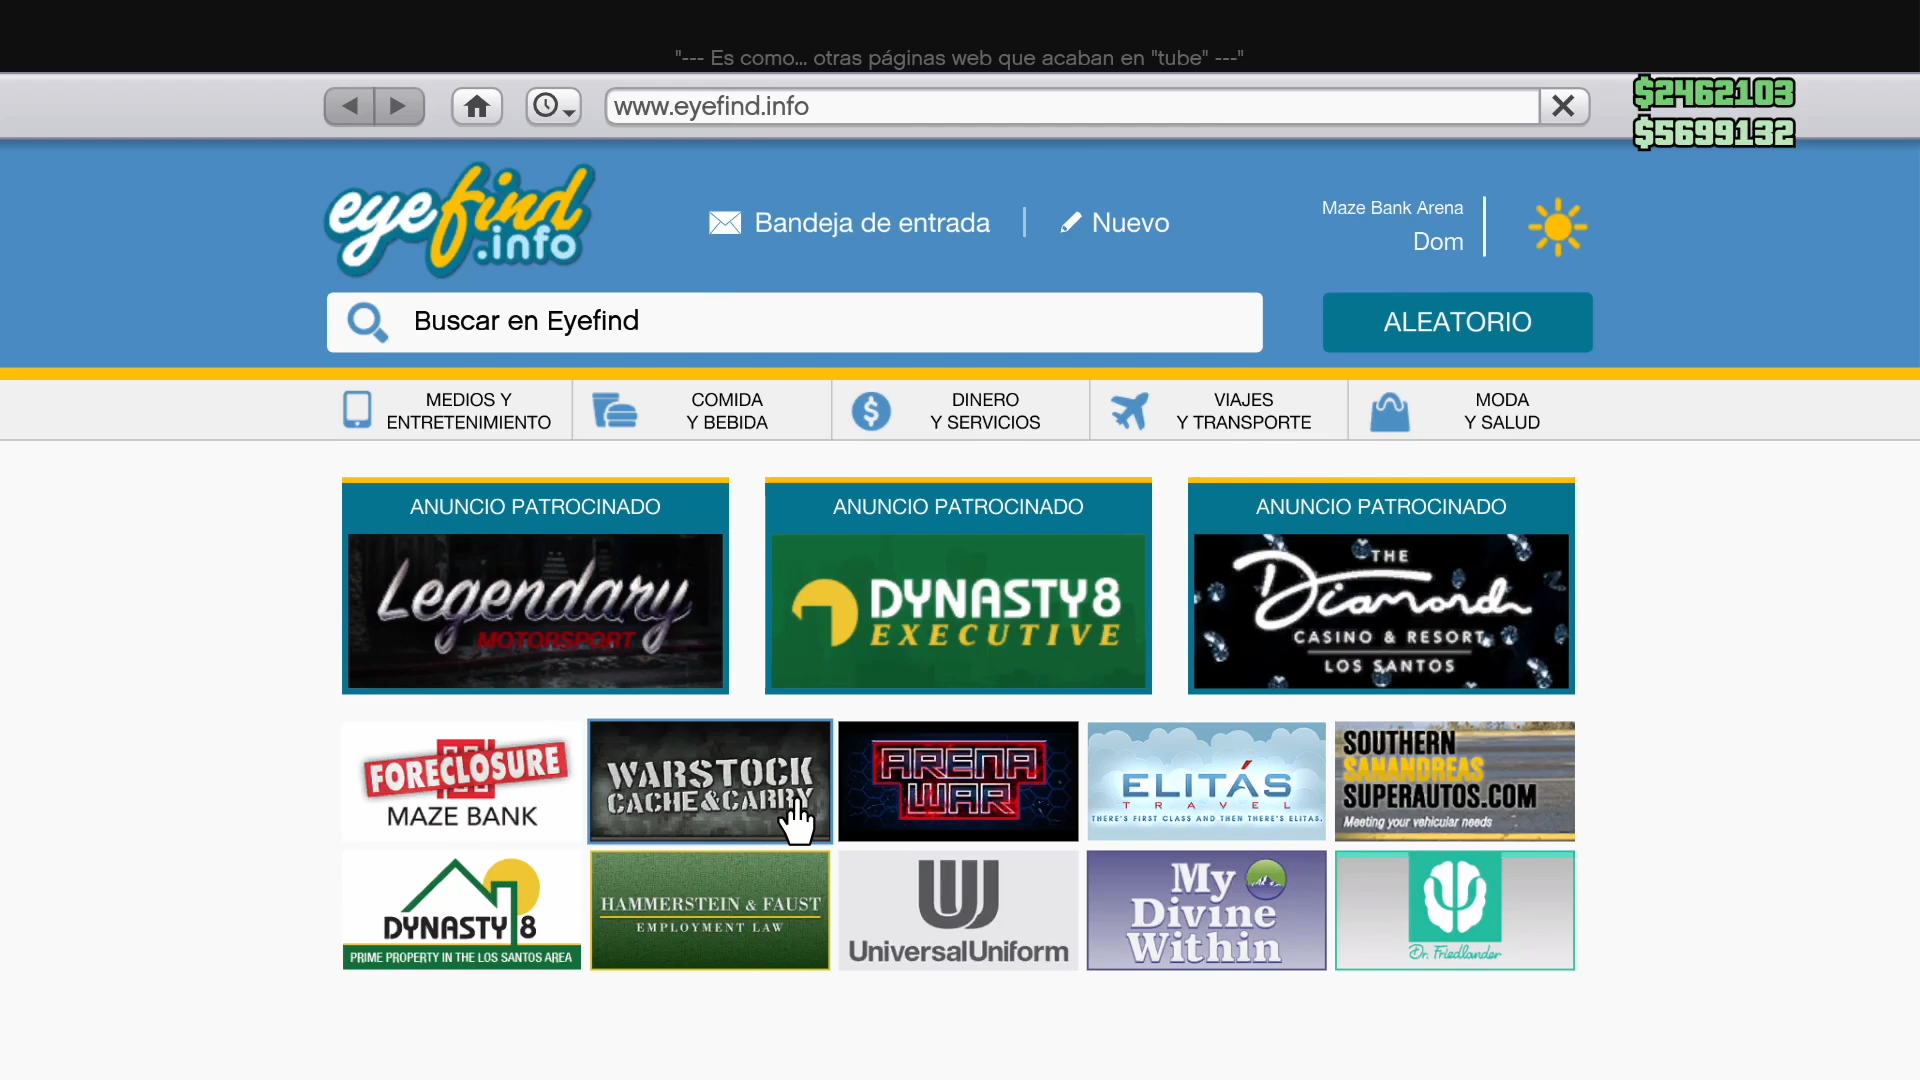 "--- Es como... otras páginas web que acaban en "tube" ---"
www.eyefind.info
$2462103
$5699132
eyefind
.info
Bandeja de entrada
Nuevo
Maze Bank Arena
Dom
Buscar en Eyefind
ALEATORIO
MEDIOS Y
ENTRETENIMIENTO
COMIDA
Y BEBIDA
DINERO
Y SERVICIOS
VIAJES
Y TRANSPORTE
MODA
Y SALUD
ANUNCIO PATROCINADO
Legendary
MOTORSPORT
ANUNCIO PATROCINADO
DYNASTY 8
EXECUTIVE
ANUNCIO PATROCINADO
THE
Diamond
CASINO & RESORT
LOS SANTOS
FORECLOSURE
MAZE BANK
WARSTOCK
CACHE&CARRY
ARENA
WAR
ELITÁS
TRAVEL
THERE'S FIRST CLASS AND THEN THERE'S ELITAS.
SOUTHERN
SANANDREAS
SUPERAUTOS.COM
Meeting your vehicular needs
DYNASTY 8
PRIME PROPERTY IN THE LOS SANTOS AREA
HAMMERSTEIN & FAUST
EMPLOYMENT LAW
UniversalUniform
My
Divine
Within
Dr. Friedlander